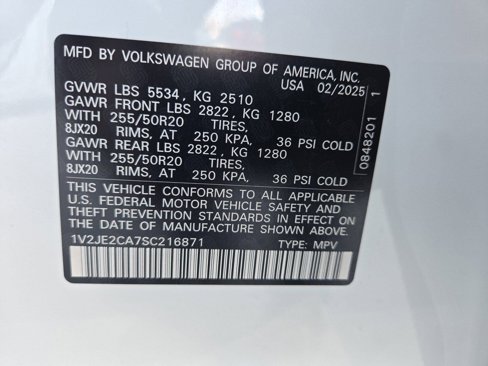 MFD BY VOLKSWAGEN GROUP OF AMERICA, INC.
USA 02/2025
GVWR LBS 5534 , KG 2510
GAWR FRONT LBS 2822 , KG 1280
WITH 255/50R20 TIRES,
8JX20 RIMS, AT 250 KPA, 36 PSI COLD
GAWR REAR LBS 2822 , KG 1280
WITH 255/50R20 TIRES,
8JX20 RIMS, AT 250 KPA, 36 PSI COLD
THIS VEHICLE CONFORMS TO ALL APPLICABLE
U.S. FEDERAL MOTOR VEHICLE SAFETY AND
THEFT PREVENTION STANDARDS IN EFFECT ON
THE DATE OF MANUFACTURE SHOWN ABOVE.
1V2JE2CA7SC216871 TYPE: MPV
0848201 1